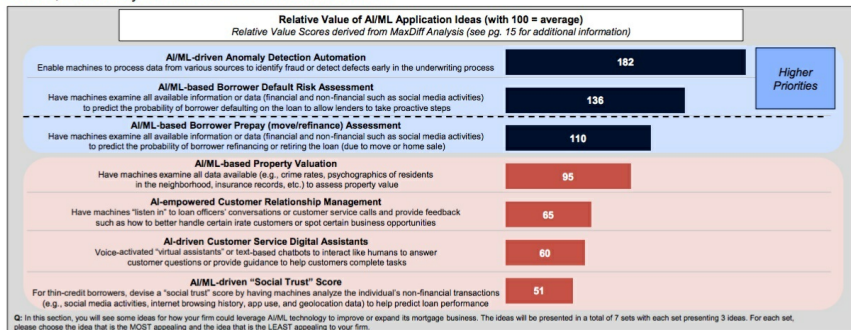 Relative Value of AI/ML Application Ideas (with 100 = average)
Relative Value Scores derived from MaxDiff Analysis (see pg. 15 for additional information)
AI/ML-driven Anomaly Detection Automation
Enable machines to process data from various sources to identify fraud or detect defects early in the underwriting process
182
Higher
Priorities
AI/ML-based Borrower Default Risk Assessment
Have machines examine all available information or data (financial and non-financial such as social media activities)
to predict the probability of borrower defaulting on the loan to allow lenders to take proactive steps
136
AI/ML-based Borrower Prepay (move/refinance) Assessment
Have machines examine all available information or data (financial and non-financial such as social media activities)
to predict the probability of borrower refinancing or retiring the loan (due to move or home sale)
110
AI/ML-based Property Valuation
Have machines examine all data available (e.g., crime rates, psychographics of residents
in the neighborhood, insurance records, etc.) to assess property value
95
AI-empowered Customer Relationship Management
Have machines "listen in" to loan officers' conversations or customer service calls and provide feedback
such as how to better handle certain irate customers or spot certain business opportunities
65
AI-driven Customer Service Digital Assistants
Voice-activated "virtual assistants" or text-based chatbots to interact like humans to answer
customer questions or provide guidance to help customers complete tasks
60
AI/ML-driven "Social Trust" Score
For thin-credit borrowers, devise a "social trust" score by having machines analyze the individual's non-financial transactions
(e.g., social media activities, internet browsing history, app use, and geolocation data) to help predict loan performance
51
Q: In this section, you will see some ideas for how your firm could leverage AI/ML technology to improve or expand its mortgage business. The ideas will be presented in a total of 7 sets with each set presenting 3 ideas. For each set,
please choose the idea that is the MOST appealing and the idea that is the LEAST appealing to your firm.